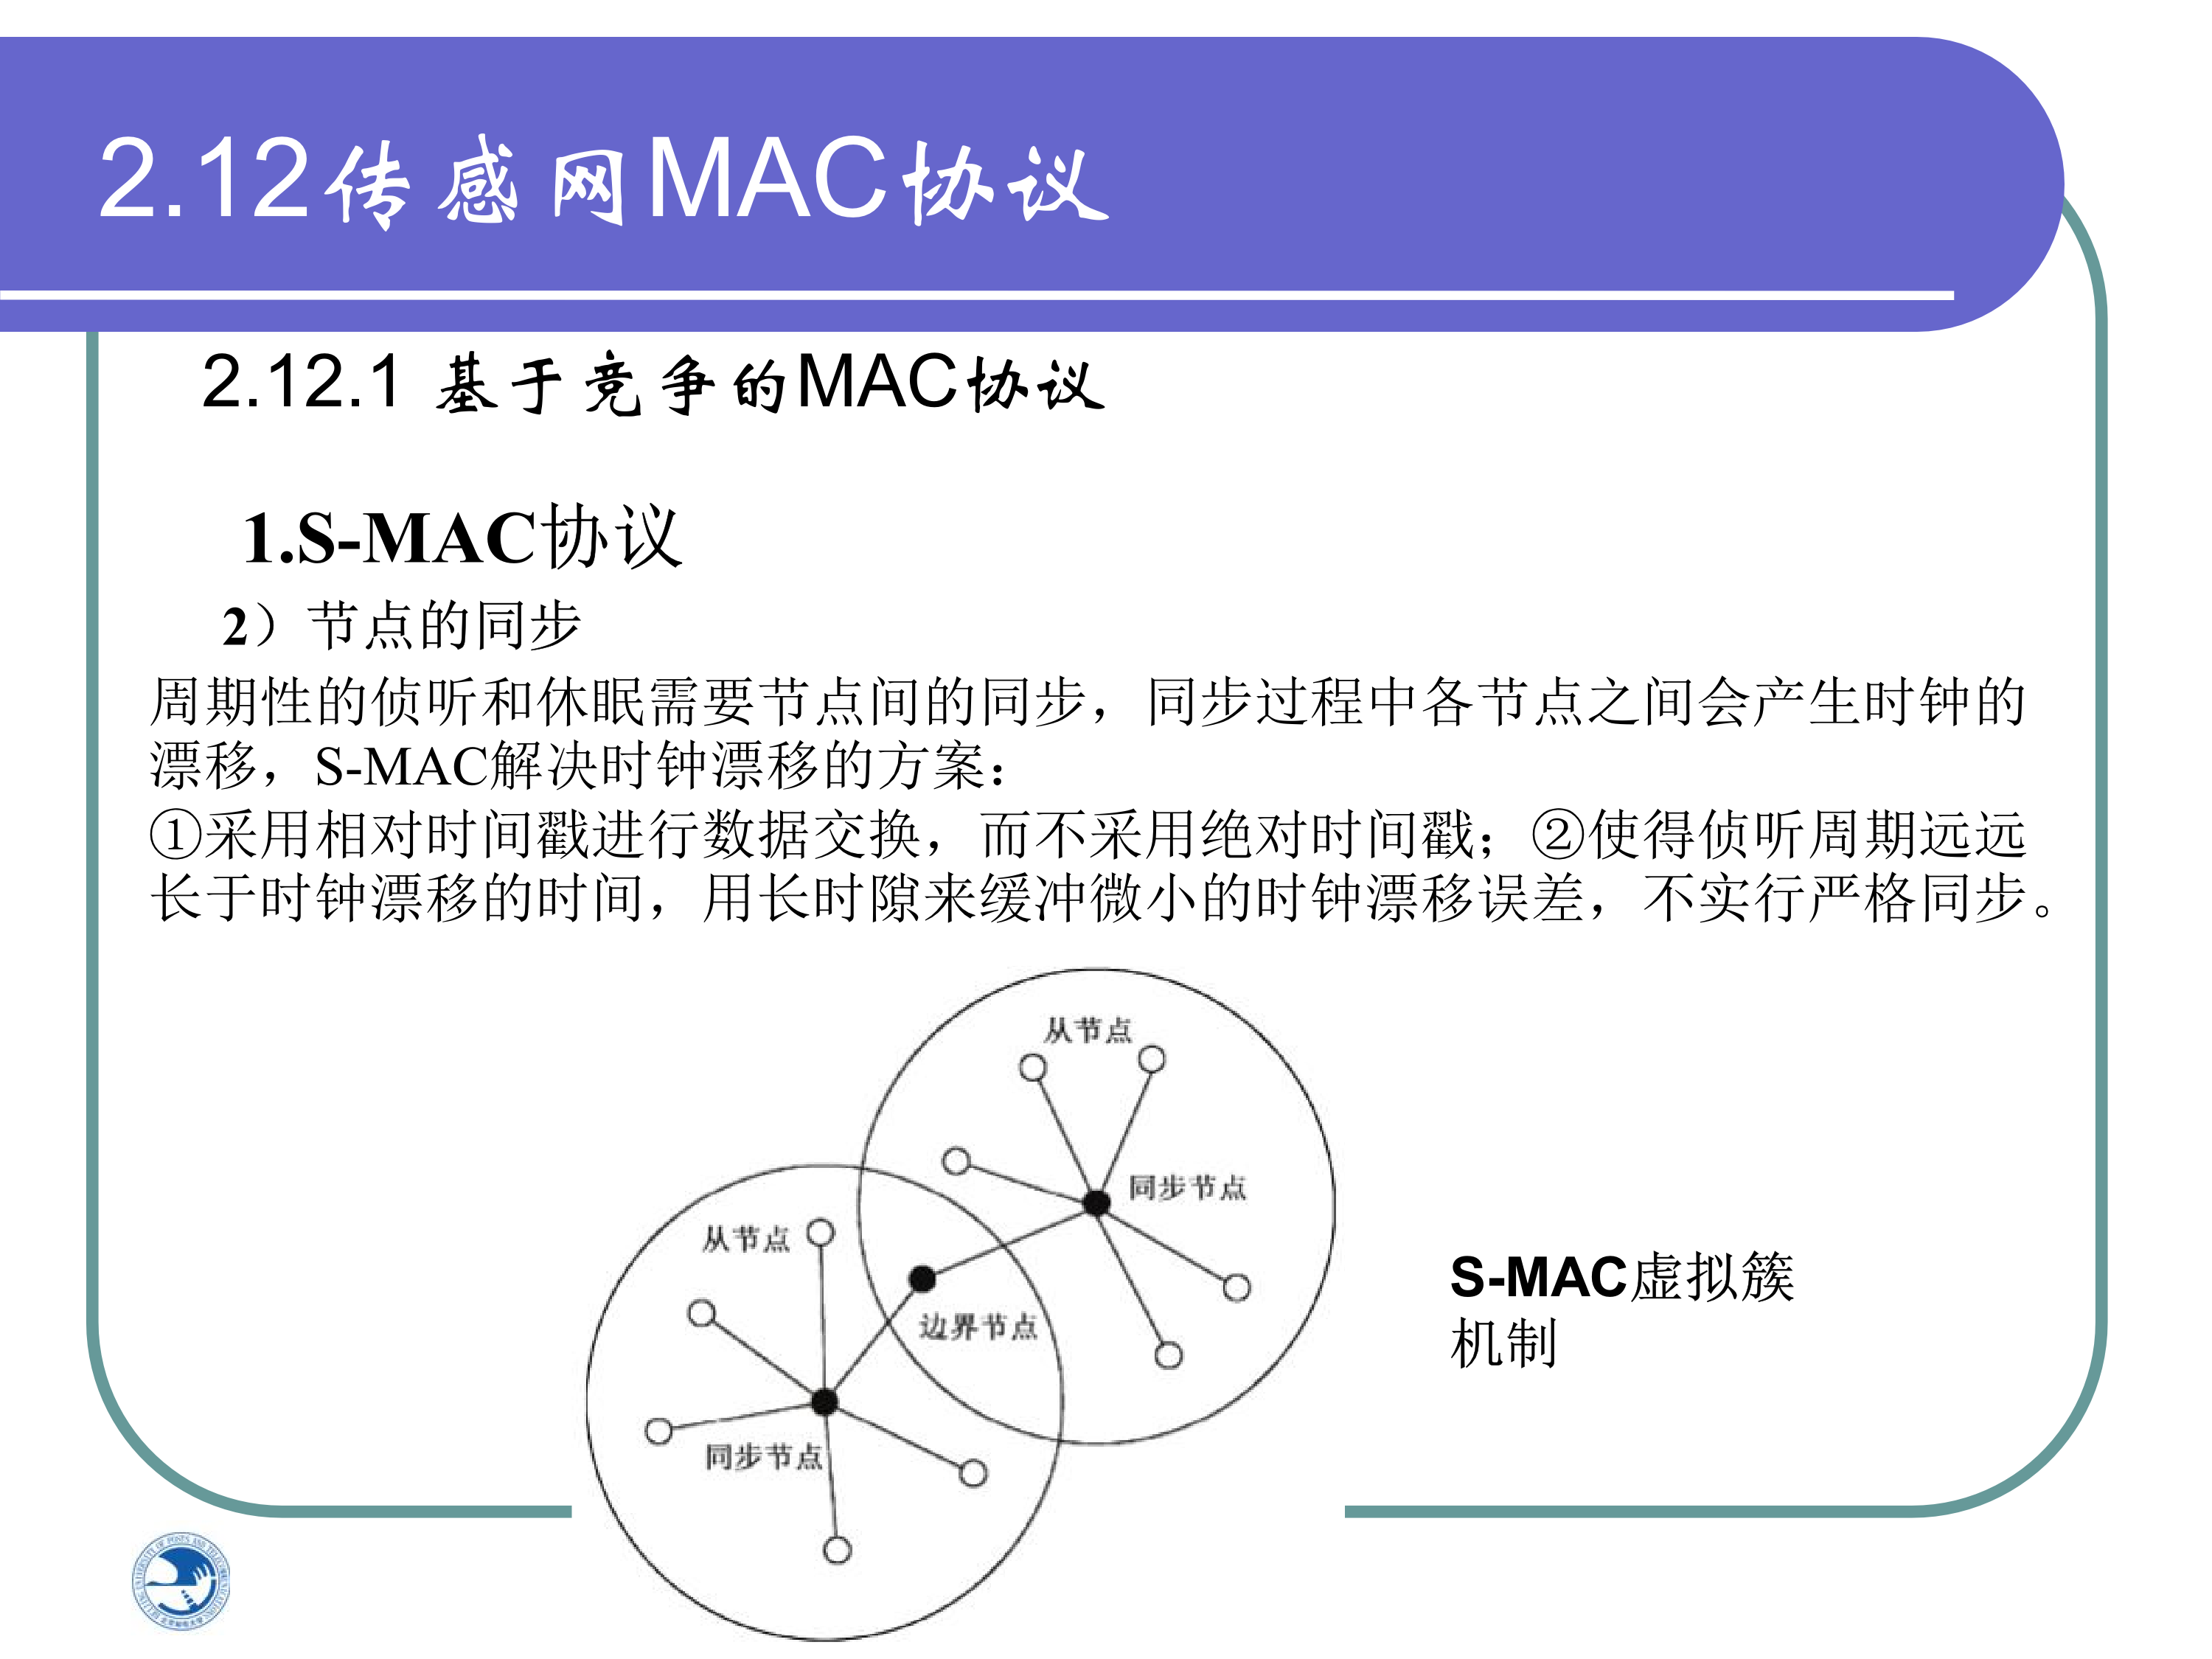 2.12传感网MAC协议
2.12.1 基于竞争的MAC协议
1.S-MAC协议
2）节点的同步
周期性的侦听和休眠需要节点间的同步，同步过程中各节点之间会产生时钟的
漂移，S-MAC解决时钟漂移的方案：
①采用相对时间戳进行数据交换，而不采用绝对时间戳；②使得侦听周期远远
长于时钟漂移的时间，用长时隙来缓冲微小的时钟漂移误差，不实行严格同步。
从节点
同步节点
从节点
边界节点
同步节点
S-MAC虚拟簇
机制